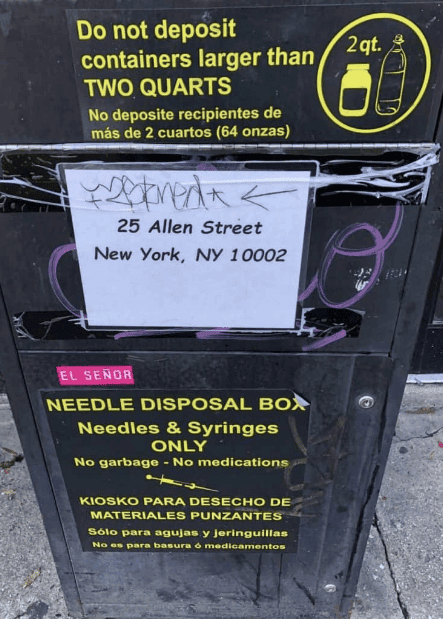 Do not deposit
containers larger than
TWO QUARTS
2 qt.
No deposite recipientes de
más de 2 cuartos (64 onzas)
25 Allen Street
New York, NY 10002
EL SEÑOR
NEEDLE DISPOSAL BOX
Needles & Syringes
ONLY
No garbage - No medications
KIOSKO PARA DESECHO DE
MATERIALES PUNZANTES
Sólo para agujas y jeringuillas
No es para basura ó medicamentos